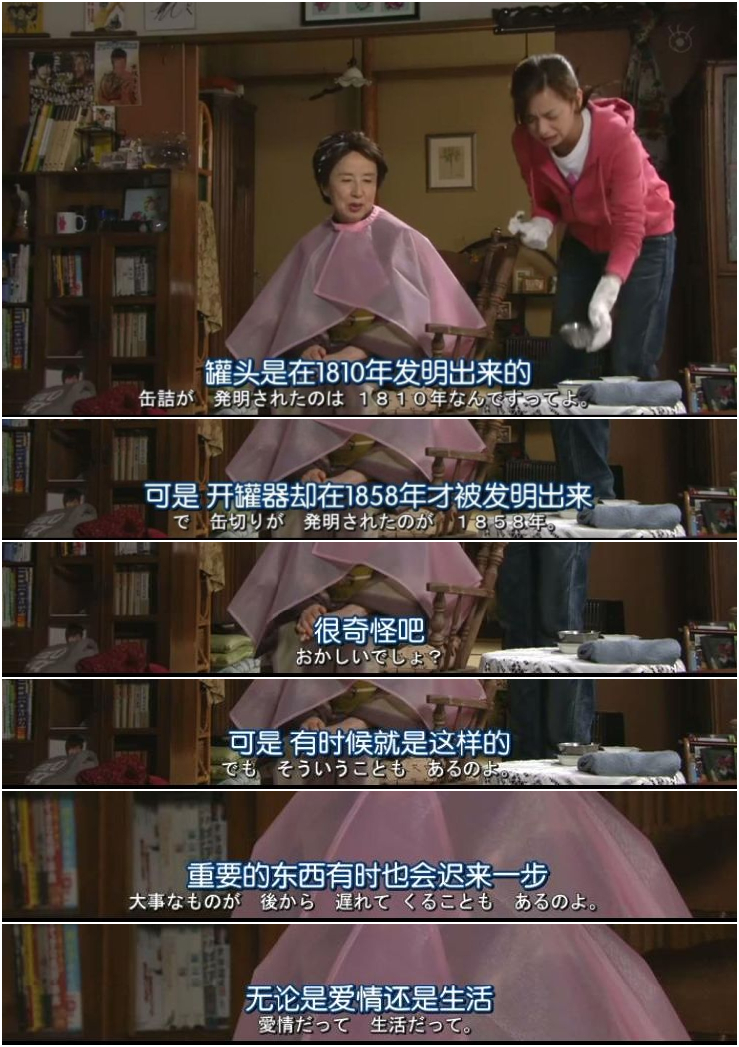 罐头是在1810年发明出来的
缶詰が　発明されたのは　１８１０年なんですってよ。
可是 开罐器却在1858年才被发明出来
で　缶切りが　発明されたのが　１８５８年。
很奇怪吧
おかしいでしょ？
可是 有时候就是这样的
でも　そういうことも　あるのよ。
重要的东西有时也会迟来一步
大事なものが　後から　遅れて くることも　あるのよ。
无论是爱情还是生活
愛情だって　生活だって。